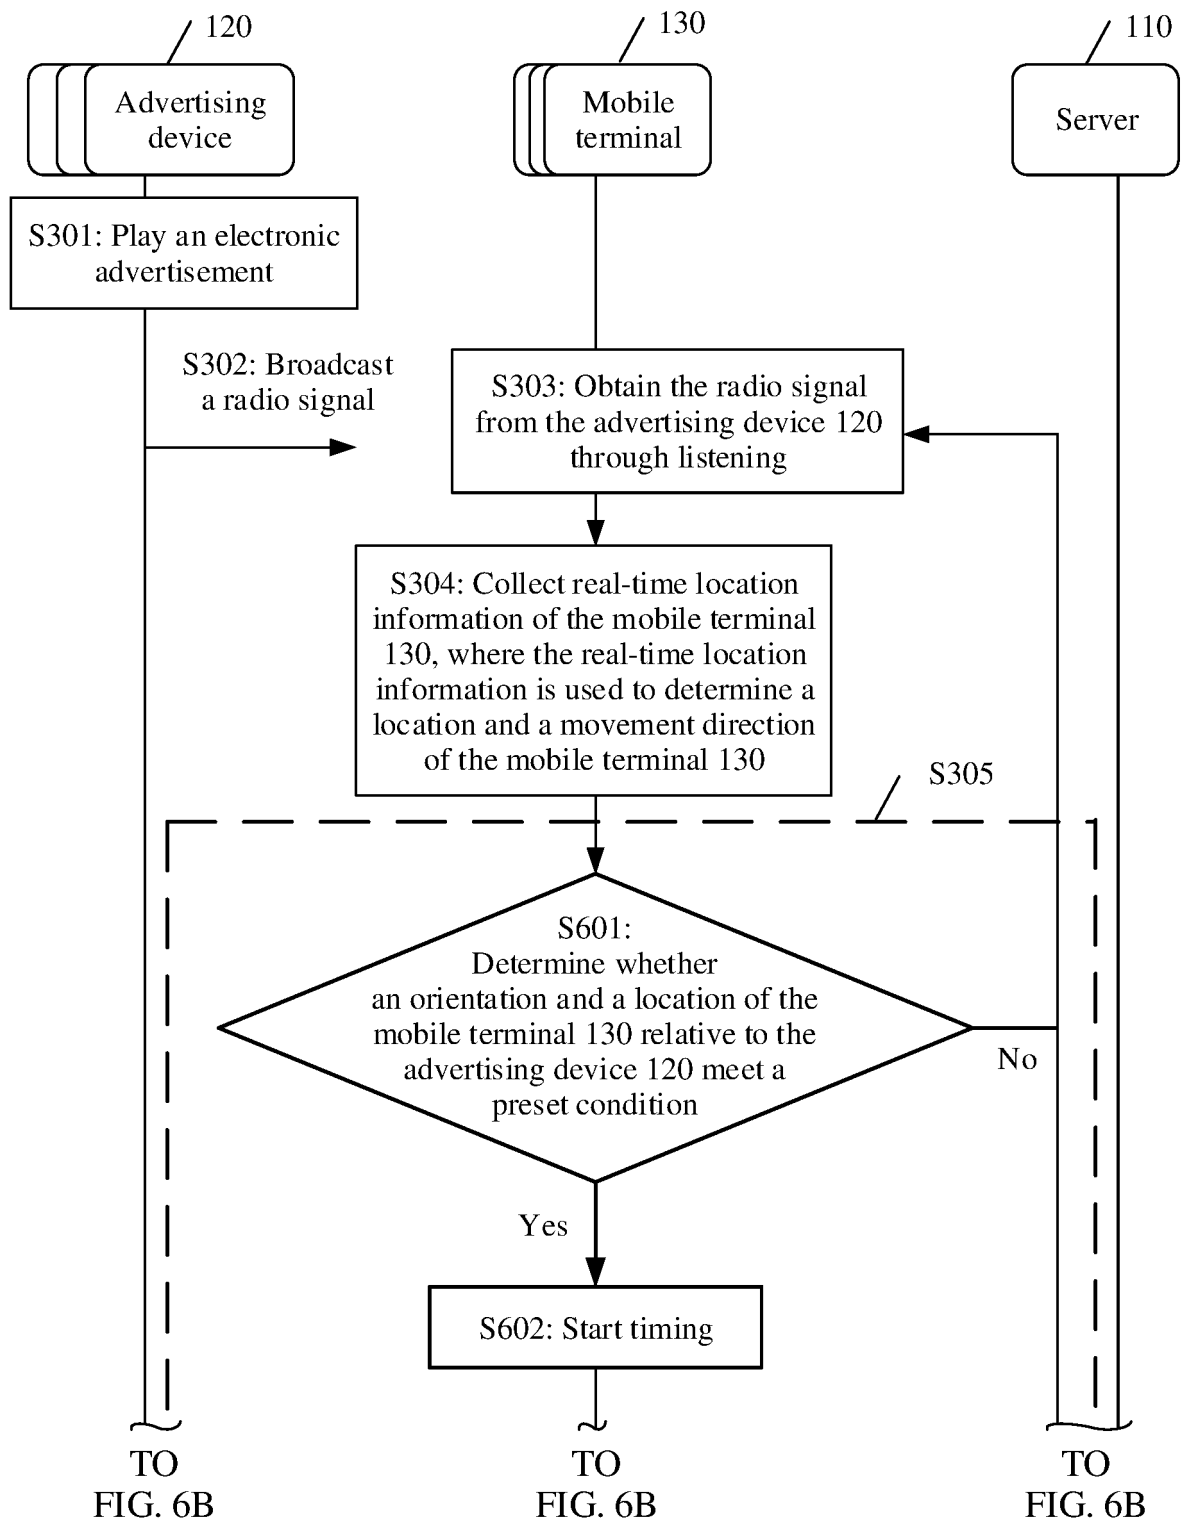 120
130
110
Advertising
device
Mobile
terminal
Server
S301: Play an electronic
advertisement
S302: Broadcast
a radio signal
S303: Obtain the radio signal
from the advertising device 120
through listening
S304: Collect real-time location
information of the mobile terminal
130, where the real-time location
information is used to determine a
location and a movement direction
of the mobile terminal 130
S305
S601:
Determine whether
an orientation and a location of the
mobile terminal 130 relative to the
advertising device 120 meet a
preset condition
No
Yes
S602: Start timing
TO
FIG. 6B
TO
FIG. 6B
TO
FIG. 6B